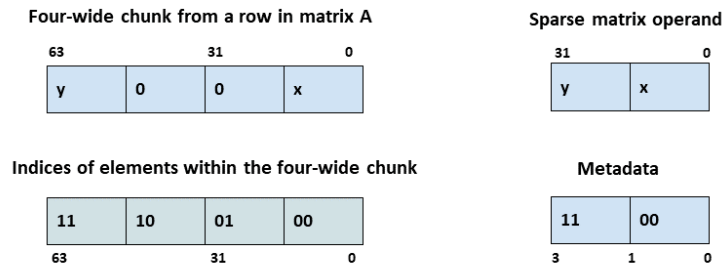 Four-wide chunk from a row in matrix A
63 31 0
y 0 0 x
Sparse matrix operand
31 0
y x
Indices of elements within the four-wide chunk
11 10 01 00
63 31 0
Metadata
11 00
3 1 0